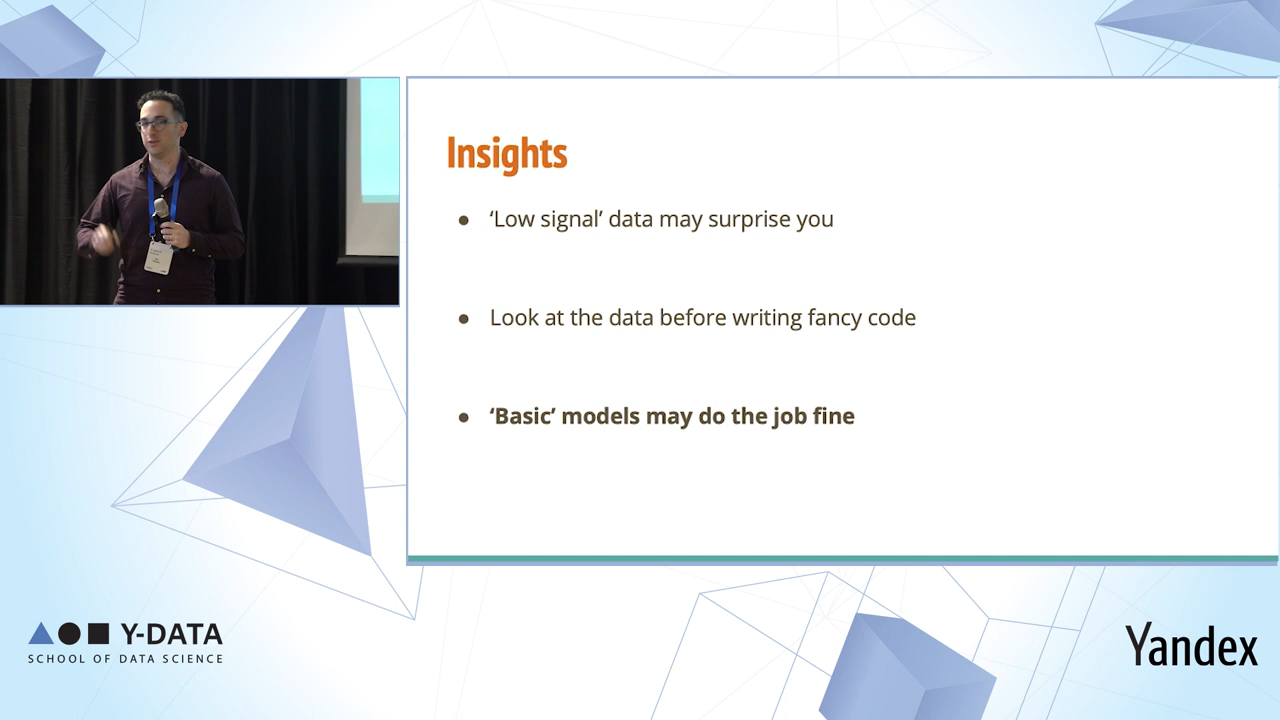 Insights
● ‘Low signal’ data may surprise you
● Look at the data before writing fancy code
● ‘Basic’ models may do the job fine
Y-DATA
SCHOOL OF DATA SCIENCE
Yandex